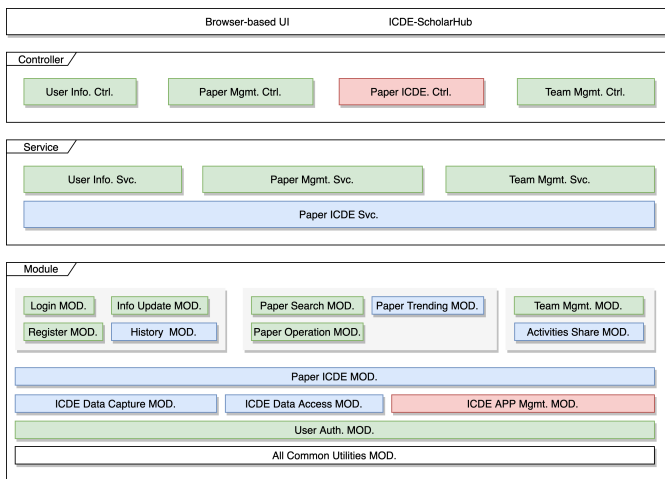 Browser-based UI ICDE-ScholarHub
Controller
User Info. Ctrl. Paper Mgmt. Ctrl. Paper ICDE. Ctrl. Team Mgmt. Ctrl.
Service
User Info. Svc. Paper Mgmt. Svc. Team Mgmt. Svc.
Paper ICDE Svc.
Module
Login MOD. Info Update MOD. Paper Search MOD. Paper Trending MOD. Team Mgmt. MOD.
Register MOD. History MOD. Paper Operation MOD. Activities Share MOD.
Paper ICDE MOD.
ICDE Data Capture MOD. ICDE Data Access MOD. ICDE APP Mgmt. MOD.
User Auth. MOD.
All Common Utilities MOD.